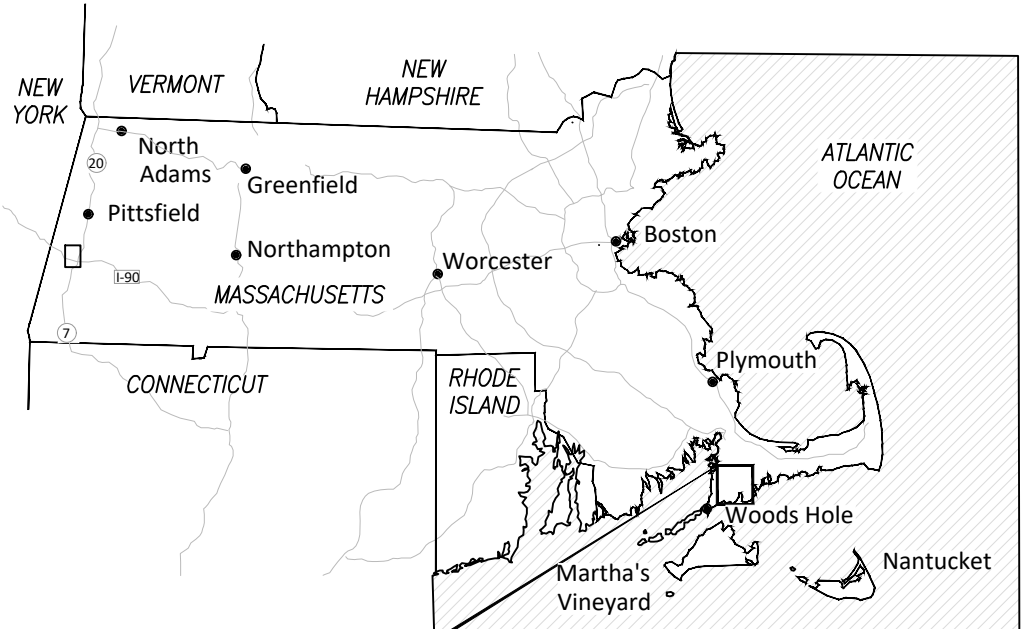 NEW
YORK
VERMONT
NEW
HAMPSHIRE
ATLANTIC
OCEAN
North
Adams
20
Greenfield
Pittsfield
Boston
Northampton
Worcester
I-90
MASSACHUSETTS
7
Plymouth
CONNECTICUT
RHODE
ISLAND
Woods Hole
Martha's
Vineyard
Nantucket